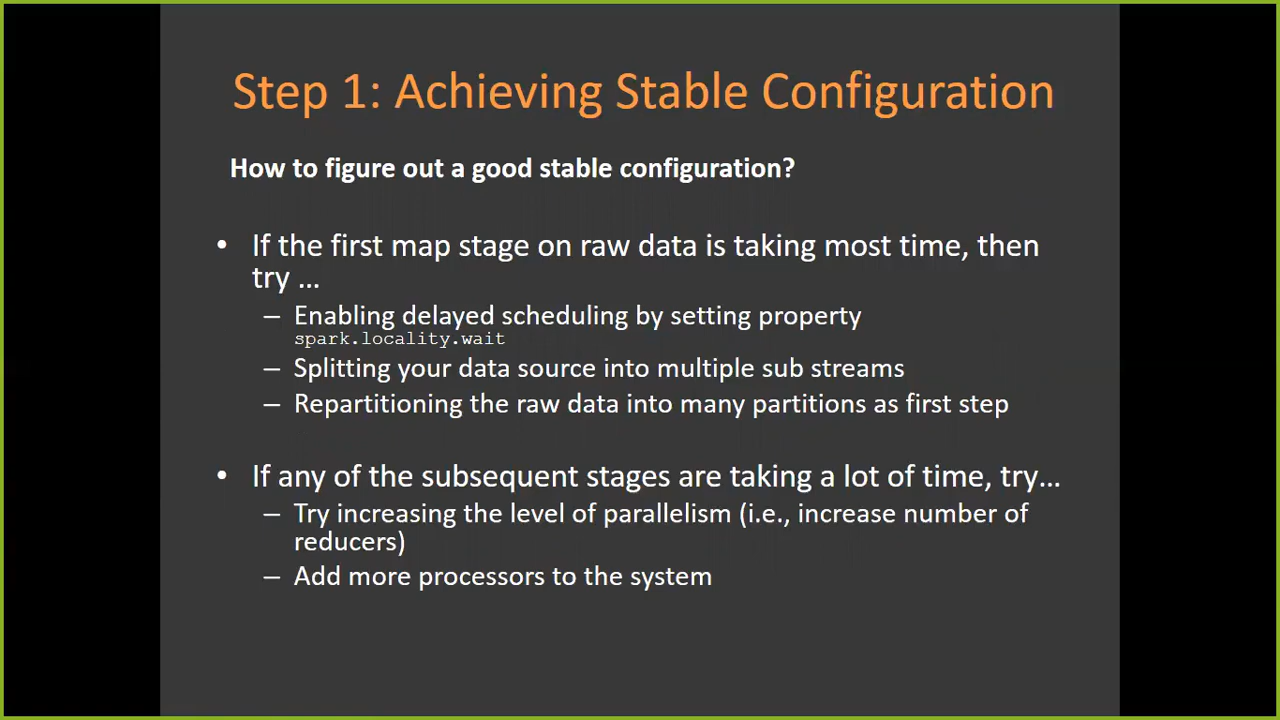 Step 1: Achieving Stable Configuration
How to figure out a good stable configuration?
• If the first map stage on raw data is taking most time, then
try …
– Enabling delayed scheduling by setting property
spark.locality.wait
– Splitting your data source into multiple sub streams
– Repartitioning the raw data into many partitions as first step
• If any of the subsequent stages are taking a lot of time, try…
– Try increasing the level of parallelism (i.e., increase number of
reducers)
– Add more processors to the system